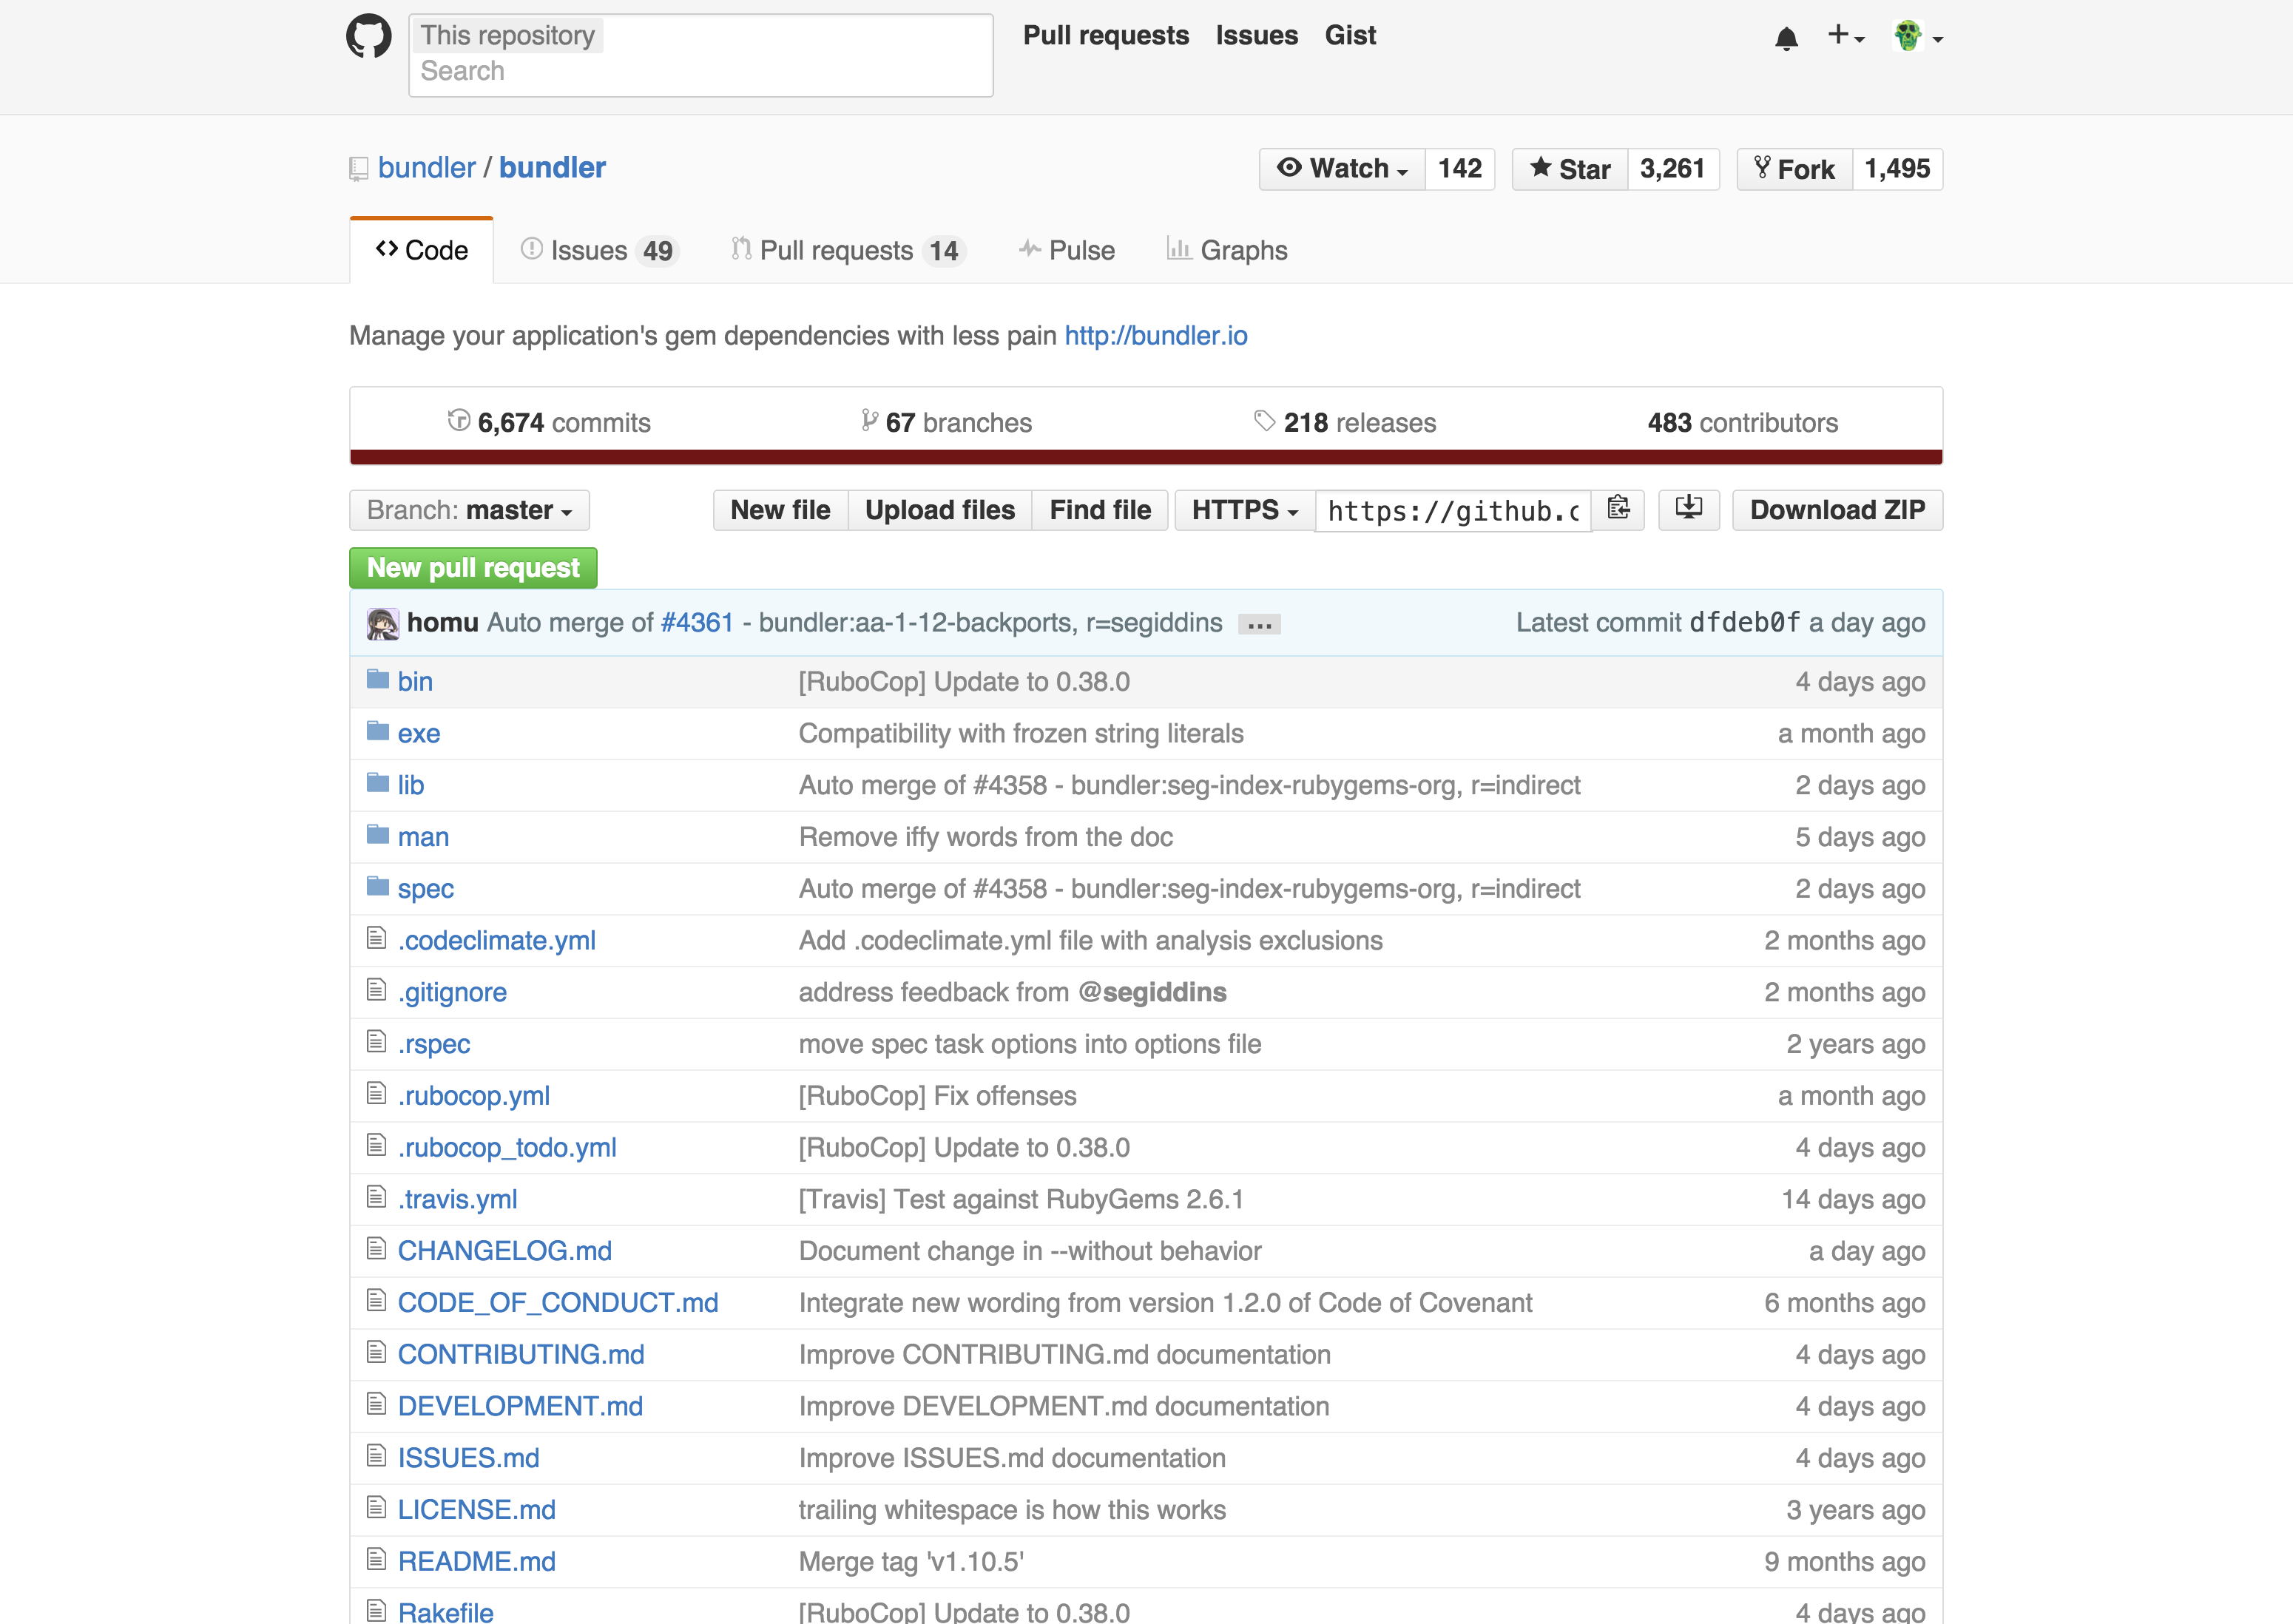 This repository
Search
Pull requests Issues Gist
bundler / bundler
Watch 142 Star 3,261 Fork 1,495
Code Issues 49 Pull requests 14 Pulse Graphs
Manage your application's gem dependencies with less pain http://bundler.io
6,674 commits 67 branches 218 releases 483 contributors
Branch: master New file Upload files Find file HTTPS https://github.c Download ZIP
New pull request
homu Auto merge of #4361 - bundler:aa-1-12-backports, r=segiddins … Latest commit dfdeb0f a day ago
bin [RuboCop] Update to 0.38.0 4 days ago
exe Compatibility with frozen string literals a month ago
lib Auto merge of #4358 - bundler:seg-index-rubygems-org, r=indirect 2 days ago
man Remove iffy words from the doc 5 days ago
spec Auto merge of #4358 - bundler:seg-index-rubygems-org, r=indirect 2 days ago
.codeclimate.yml Add .codeclimate.yml file with analysis exclusions 2 months ago
.gitignore address feedback from @segiddins 2 months ago
.rspec move spec task options into options file 2 years ago
.rubocop.yml [RuboCop] Fix offenses a month ago
.rubocop_todo.yml [RuboCop] Update to 0.38.0 4 days ago
.travis.yml [Travis] Test against RubyGems 2.6.1 14 days ago
CHANGELOG.md Document change in --without behavior a day ago
CODE_OF_CONDUCT.md Integrate new wording from version 1.2.0 of Code of Covenant 6 months ago
CONTRIBUTING.md Improve CONTRIBUTING.md documentation 4 days ago
DEVELOPMENT.md Improve DEVELOPMENT.md documentation 4 days ago
ISSUES.md Improve ISSUES.md documentation 4 days ago
LICENSE.md trailing whitespace is how this works 3 years ago
README.md Merge tag 'v1.10.5' 9 months ago
Rakefile [RuboCop] Update to 0.38.0 4 days ago